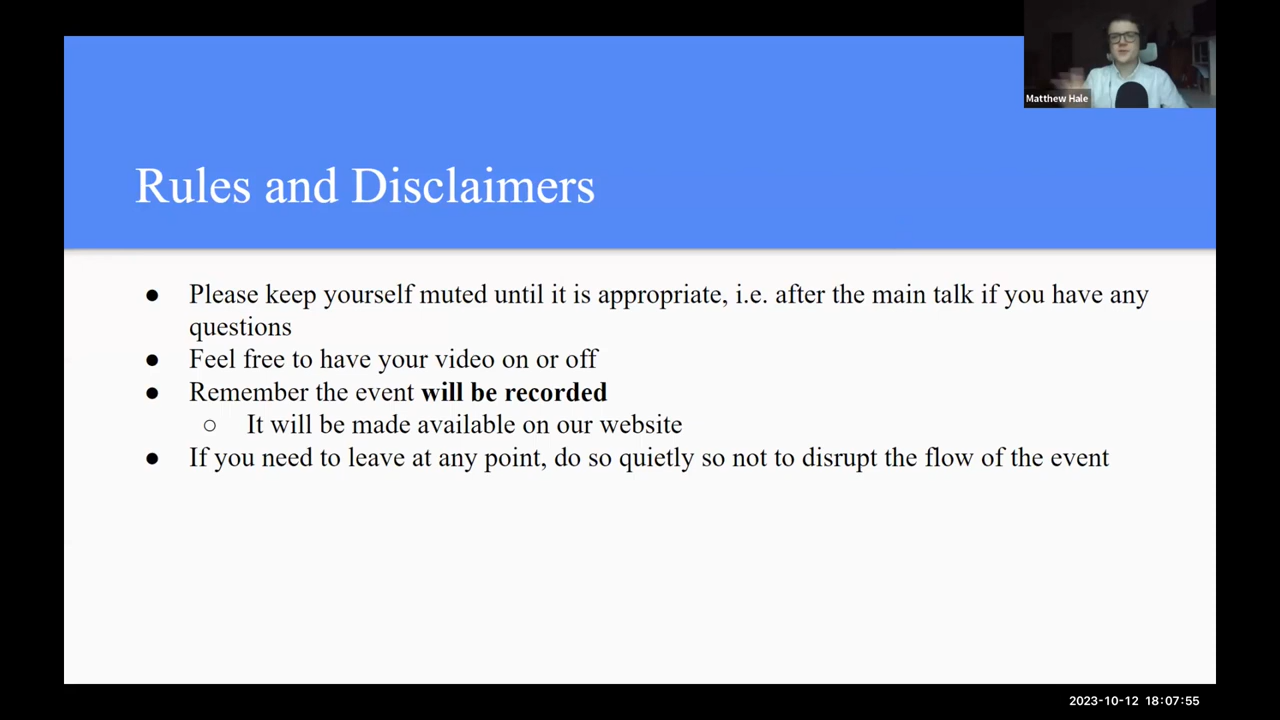 Matthew Hale
Rules and Disclaimers
● Please keep yourself muted until it is appropriate, i.e. after the main talk if you have any
questions
● Feel free to have your video on or off
● Remember the event will be recorded
○ It will be made available on our website
● If you need to leave at any point, do so quietly so not to disrupt the flow of the event
2023-10-12 18:07:55